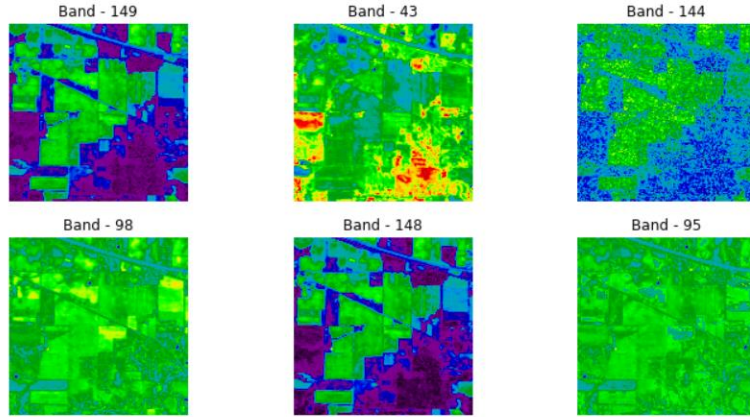 Band - 149
Band - 43
Band - 144
Band - 98
Band - 148
Band - 95